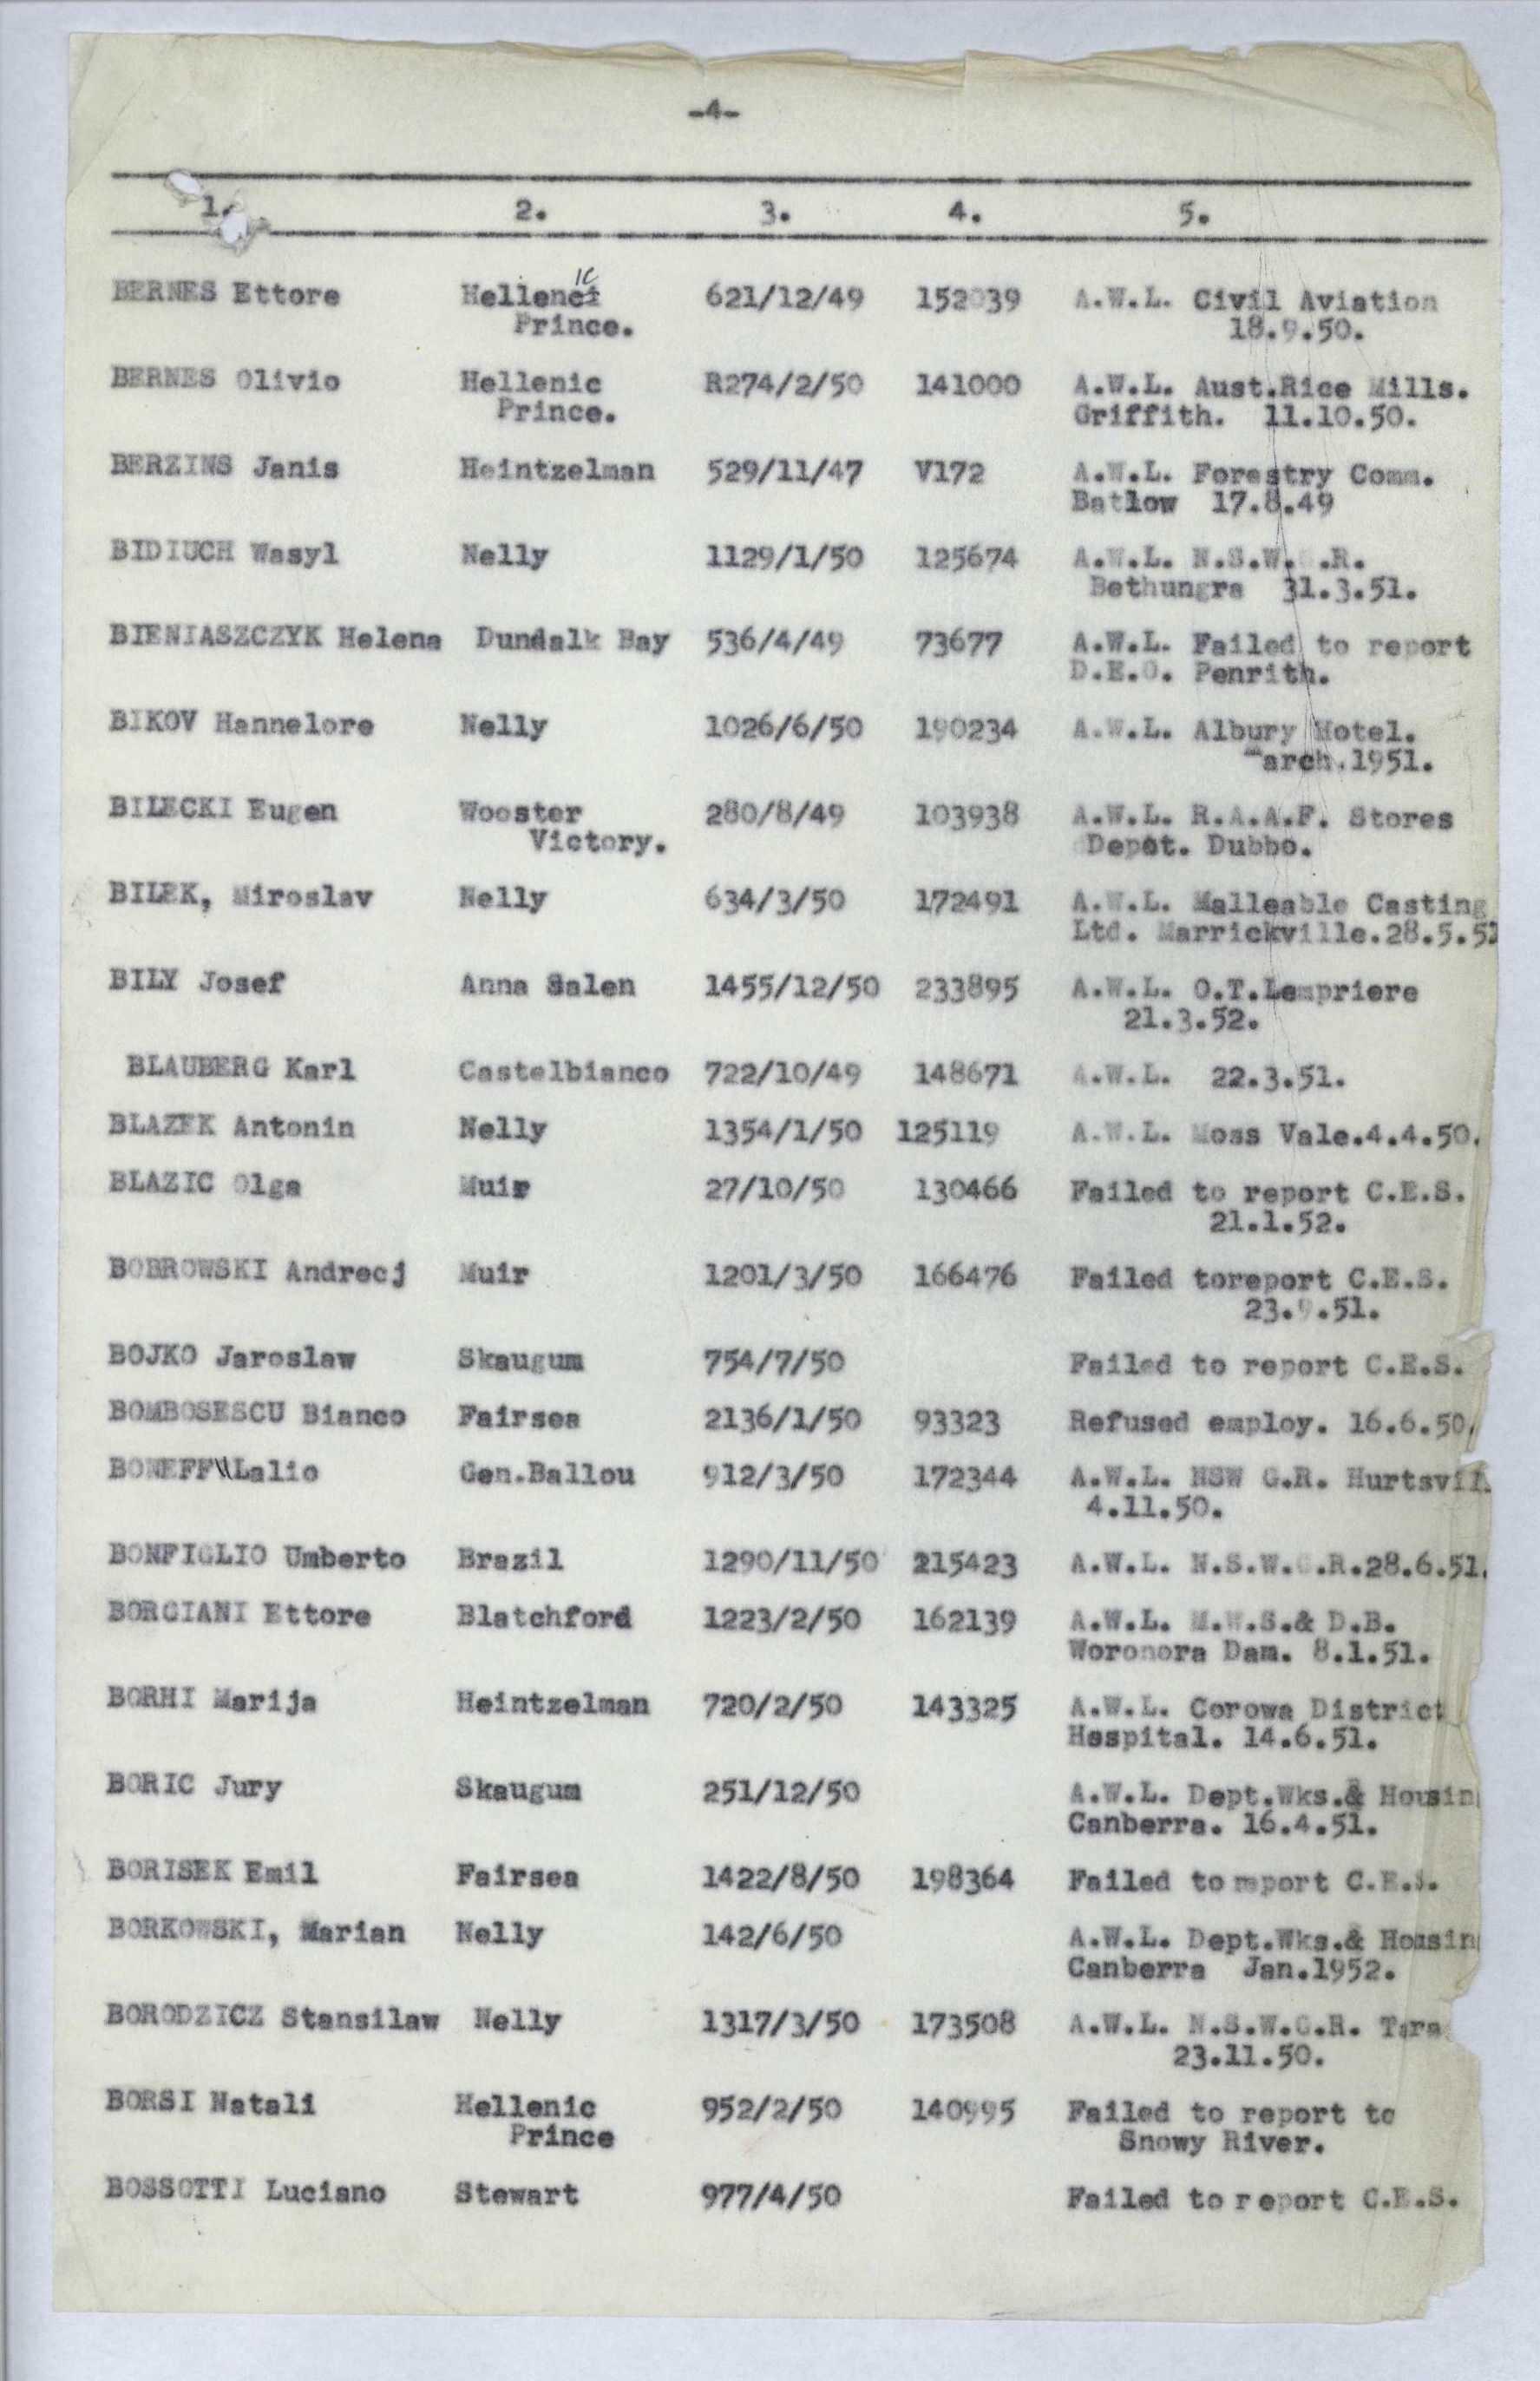 -4-
1. 2. 3. 4. 5.
BERNES Ettore Hellenic 621/12/49 152039 A.W.L. Civil Aviation
Prince. 18.9.50.
BERNES Olivio Hellenic R274/2/50 141000 A.W.L. Aust.Rice Mills.
Prince. Griffith. 11.10.50.
BERZINS Janis Heintzelman 529/11/47 V172 A.W.L. Forestry Comm.
Batlow 17.8.49
BIDIUCH Wasyl Nelly 1129/1/50 125674 A.W.L. N.S.W.G.R.
Bethungra 31.3.51.
BIENIASZCZYK Helena Dundalk Bay 536/4/49 73677 A.W.L. Failed to report
D.E.O. Penrith.
BIKOV Hannelore Nelly 1026/6/50 190234 A.W.L. Albury Hotel.
March.1951.
BILECKI Eugen Wooster 280/8/49 103938 A.W.L. R.A.A.F. Stores
Victory. Depot. Dubbo.
BILEK, Miroslav Nelly 634/3/50 172491 A.W.L. Malleable Casting
Ltd. Marrickville.28.5.5
BILY Josef Anna Salen 1455/12/50 233895 A.W.L. O.T.Lempriere
21.3.52.
BLAUBERG Karl Castelbianco 722/10/49 148671 A.W.L. 22.3.51.
BLAZEK Antonin Nelly 1354/1/50 125119 A.W.L. Moss Vale.4.4.50.
BLAZIC Olga Muir 27/10/50 130466 Failed to report C.E.S.
21.1.52.
BOBROWSKI Andrecj Muir 1201/3/50 166476 Failed toreport C.E.S.
23.9.51.
BOJKO Jaroslaw Skaugum 754/7/50 Failed to report C.E.S.
BOMBOSESCU Bianco Fairsea 2136/1/50 93323 Refused employ. 16.6.50.
BONEFF\\Lalio Gen.Ballou 912/3/50 172344 A.W.L. NSW G.R. Hurtsvil
4.11.50.
BONFIGLIO Umberto Brazil 1290/11/50 215423 A.W.L. N.S.W.G.R.28.6.51.
BORGIANI Ettore Blatchford 1223/2/50 162139 A.W.L. M.W.S.& D.B.
Woronora Dam. 8.1.51.
BORHI Marija Heintzelman 720/2/50 143325 A.W.L. Corowa District
Hospital. 14.6.51.
BORIC Jury Skaugum 251/12/50 A.W.L. Dept.Wks.& Housin
Canberra. 16.4.51.
BORISEK Emil Fairsea 1422/8/50 198364 Failed to report C.E.S.
BORKOWSKI, Marian Nelly 142/6/50 A.W.L. Dept.Wks.& Housin
Canberra Jan.1952.
BORODZICZ Stansilaw Nelly 1317/3/50 173508 A.W.L. N.S.W.G.R. Tara
23.11.50.
BORSI Natali Hellenic 952/2/50 140995 Failed to report to
Prince Snowy River.
BOSSOTTI Luciano Stewart 977/4/50 Failed to report C.E.S.